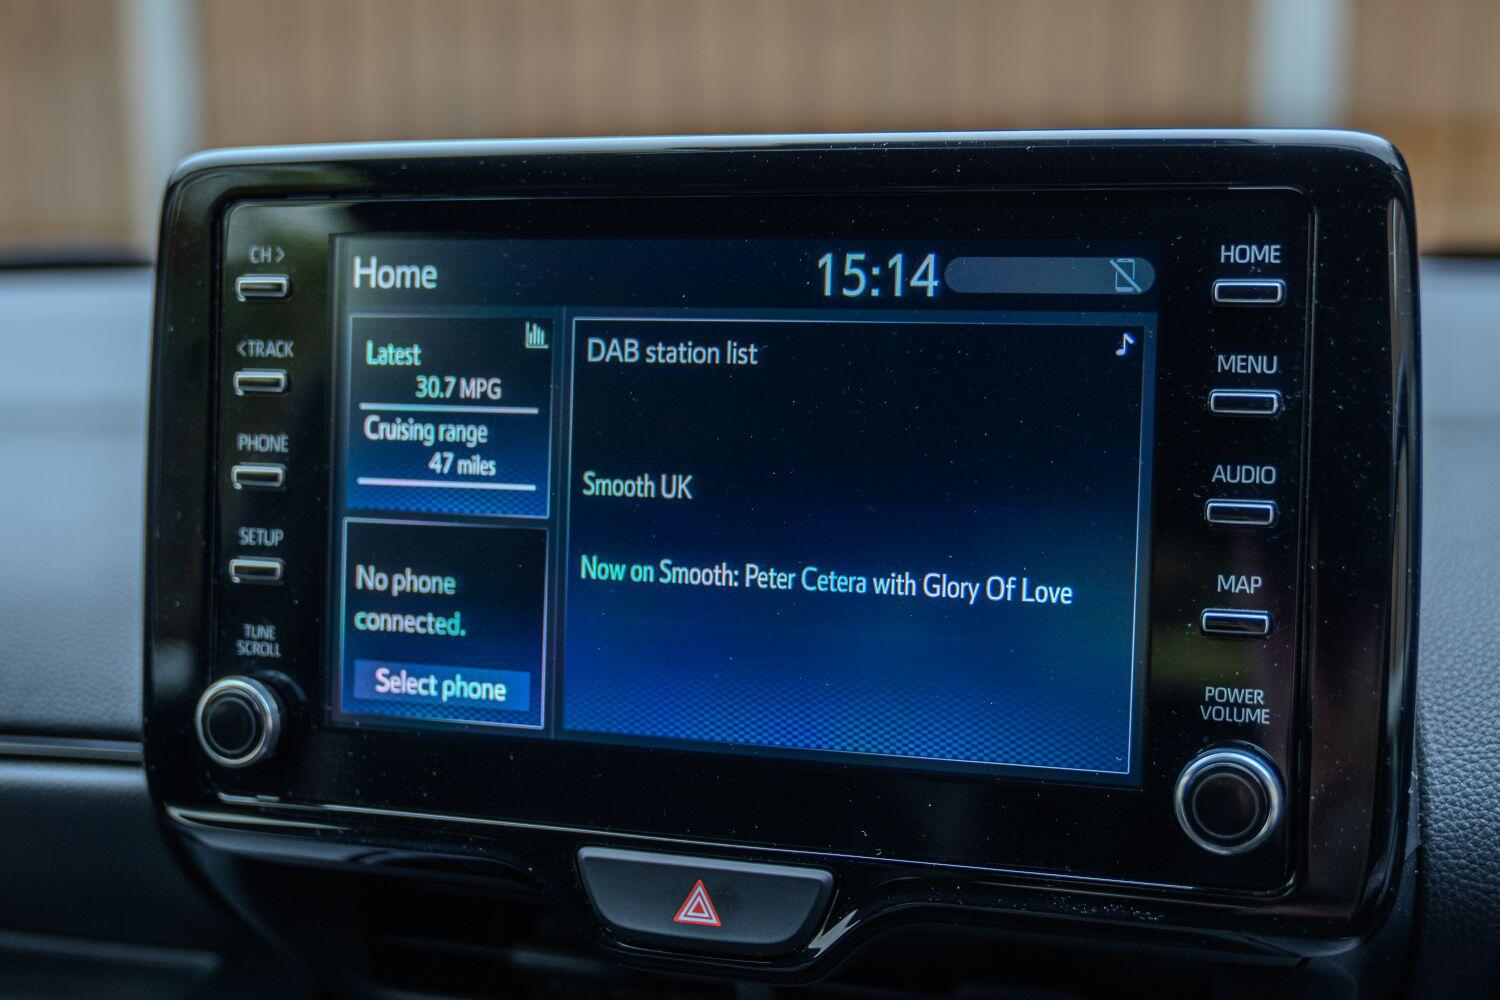 CH >
< TRACK
PHONE
SETUP
TUNE
SCROLL
Home
15:14
Latest
30.7 MPG
Cruising range
47 miles
No phone
connected.
Select phone
DAB station list
Smooth UK
Now on Smooth: Peter Cetera with Glory Of Love
HOME
MENU
AUDIO
MAP
POWER
VOLUME